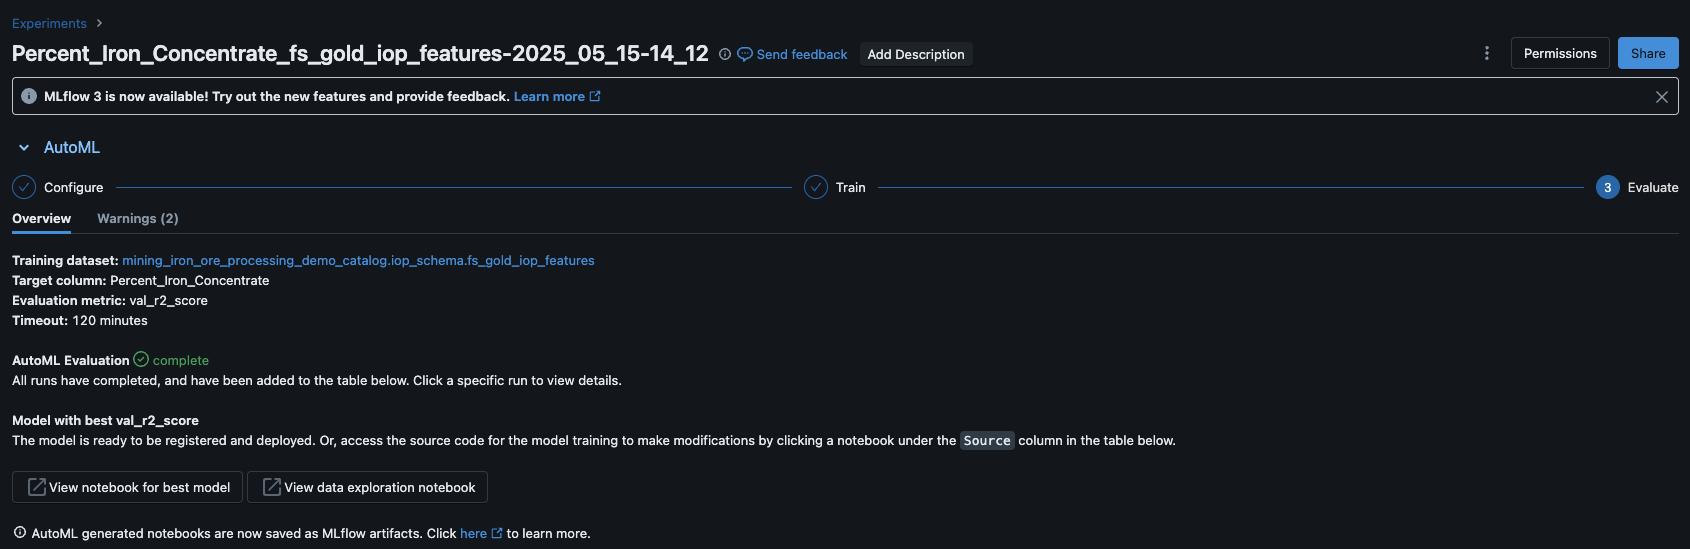 Experiments
Percent_Iron_Concentrate_fs_gold_iop_features-2025_05_15-14_12 Send feedback Add Description Permissions Share
MLflow 3 is now available! Try out the new features and provide feedback. Learn more
AutoML
Configure Train 3 Evaluate
Overview Warnings (2)
Training dataset: mining_iron_ore_processing_demo_catalog.iop_schema.fs_gold_iop_features
Target column: Percent_Iron_Concentrate
Evaluation metric: val_r2_score
Timeout: 120 minutes
AutoML Evaluation complete
All runs have completed, and have been added to the table below. Click a specific run to view details.
Model with best val_r2_score
The model is ready to be registered and deployed. Or, access the source code for the model training to make modifications by clicking a notebook under the Source column in the table below.
View notebook for best model View data exploration notebook
AutoML generated notebooks are now saved as MLflow artifacts. Click here to learn more.